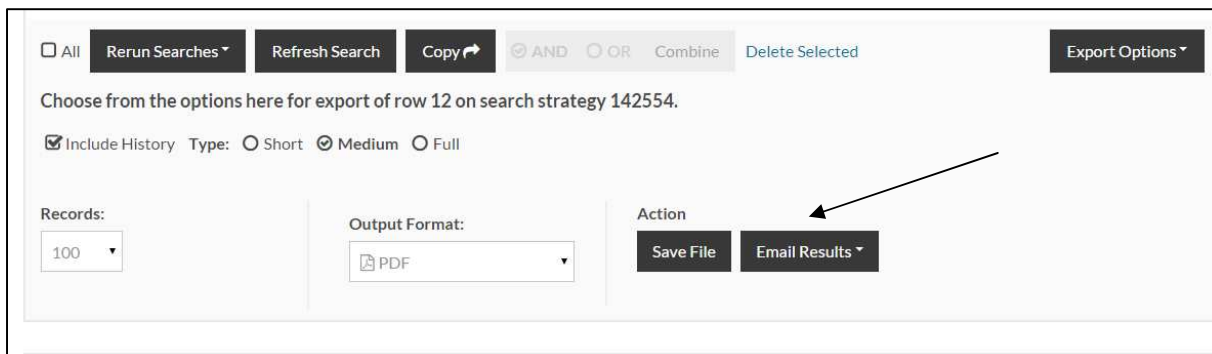 All Rerun Searches Refresh Search Copy AND OR Combine Delete Selected Export Options
Choose from the options here for export of row 12 on search strategy 142554.
Include History Type: Short Medium Full
Records:
Output Format:
Action
100
PDF
Save File Email Results